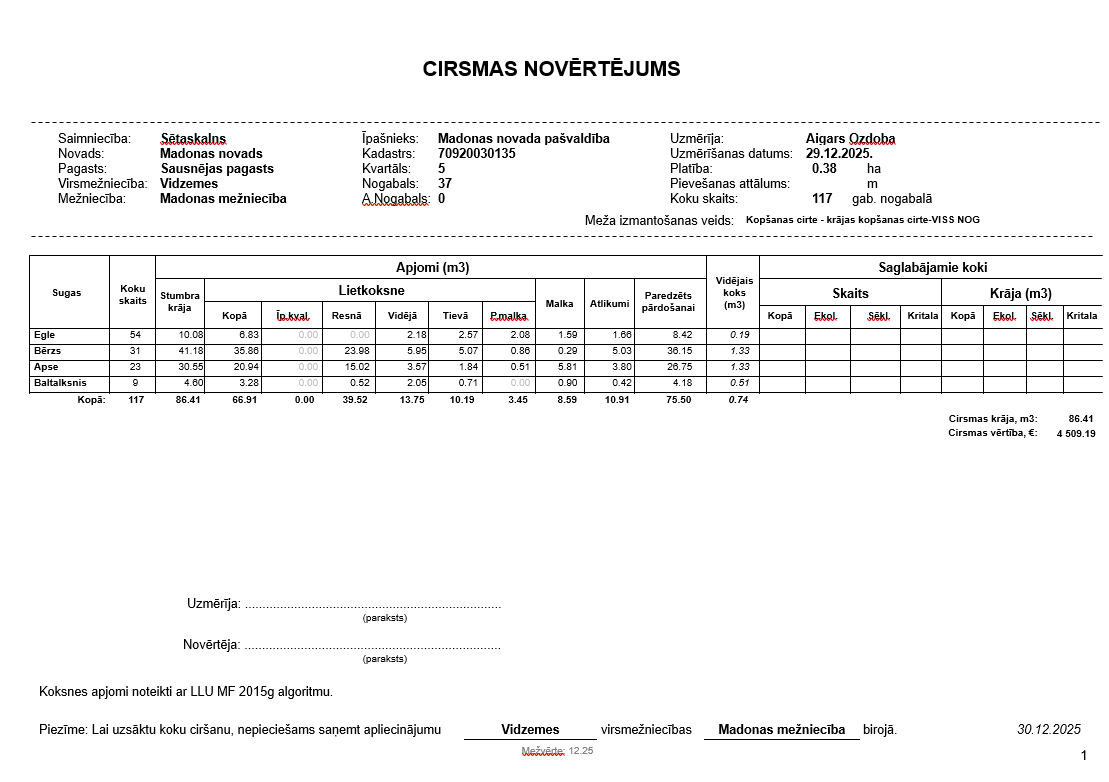 CIRSMAS NOVĒRTĒJUMS
Saimniecība: Sētaskalns Īpašnieks: Madonas novada pašvaldība Uzmērīja: Aigars Ozdoba
Novads: Madonas novads Kadastrs: 70920030135 Uzmērīšanas datums: 29.12.2025.
Pagasts: Sausnējas pagasts Kvartāls: 5 Platība: 0.38 ha
Virsmežniecība: Vidzemes Nogabals: 37 Pievešanas attālums: m
Mežniecība: Madonas mežniecība A.Nogabals: 0 Koku skaits: 117 gab. nogabalā
Meža izmantošanas veids: Kopšanas cirte - krājas kopšanas cirte-VISS NOG
Sugas Koku skaits Apjomi (m3) Vidējais koks (m3) Saglabājamie koki
Stumbra krāja Lietkoksne Malka Atlikumi Paredzēts pārdošanai Skaits Krāja (m3)
Kopā Īp.kval. Resnā Vidējā Tievā P.malka Kopā Ekol. Sēkl. Kritala Kopā Ekol. Sēkl. Kritala
Egle 54 10.08 6.83 0.00 0.00 2.18 2.57 2.08 1.59 1.66 8.42 0.19
Bērzs 31 41.18 35.86 0.00 23.98 5.95 5.07 0.86 0.29 5.03 36.15 1.33
Apse 23 30.55 20.94 0.00 15.02 3.57 1.84 0.51 5.81 3.80 26.75 1.33
Baltalksnis 9 4.60 3.28 0.00 0.52 2.05 0.71 0.00 0.90 0.42 4.18 0.51
Kopā: 117 86.41 66.91 0.00 39.52 13.75 10.19 3.45 8.59 10.91 75.50 0.74
Cirsmas krāja, m3: 86.41
Cirsmas vērtība, €: 4 509.19
Uzmērīja: ......................................................................
(paraksts)
Novērtēja: ......................................................................
(paraksts)
Koksnes apjomi noteikti ar LLU MF 2015g algoritmu.
Piezīme: Lai uzsāktu koku ciršanu, nepieciešams saņemt apliecinājumu Vidzemes virsmežniecības Madonas mežniecība birojā. 30.12.2025
Mežvērte: 12.25
1